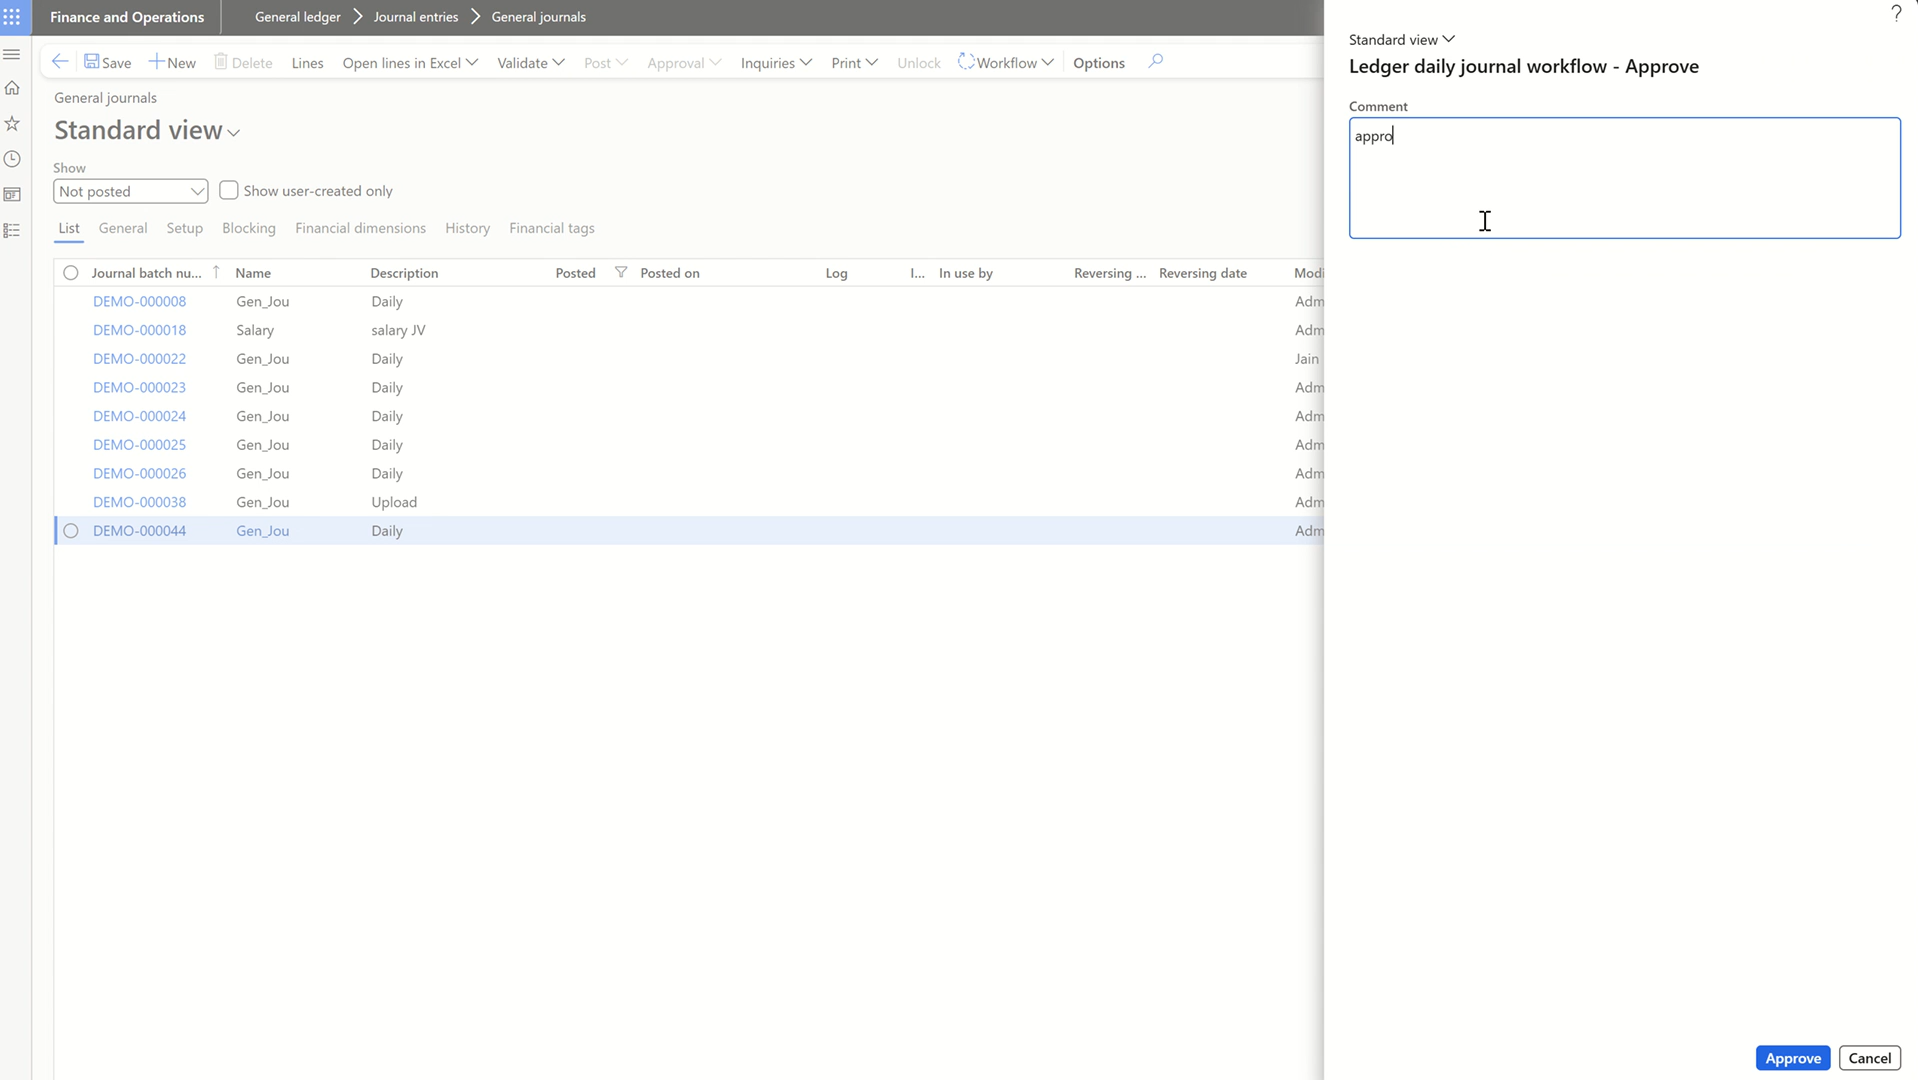 Finance and Operations
General ledger > Journal entries > General journals
?
Save New Delete Lines Open lines in Excel Validate Post Approval Inquiries Print Unlock Workflow Options
General journals
Standard view
Show
Not posted
Show user-created only
List General Setup Blocking Financial dimensions History Financial tags
Journal batch nu... Name Description Posted Posted on Log I... In use by Reversing ... Reversing date Modi
DEMO-000008 Gen_Jou Daily Adm
DEMO-000018 Salary salary JV Adm
DEMO-000022 Gen_Jou Daily Jain
DEMO-000023 Gen_Jou Daily Adm
DEMO-000024 Gen_Jou Daily Adm
DEMO-000025 Gen_Jou Daily Adm
DEMO-000026 Gen_Jou Daily Adm
DEMO-000038 Gen_Jou Upload Adm
DEMO-000044 Gen_Jou Daily Adm
Standard view
Ledger daily journal workflow - Approve
Comment
appro
Approve Cancel